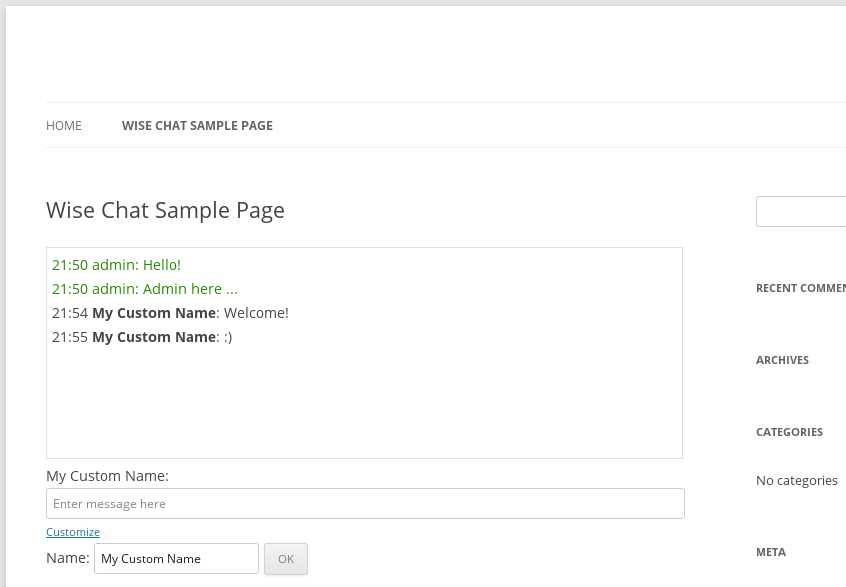 HOME WISE CHAT SAMPLE PAGE
Wise Chat Sample Page
21:50 admin: Hello!
21:50 admin: Admin here ...
21:54 My Custom Name: Welcome!
21:55 My Custom Name: :)
My Custom Name:
Enter message here
Customize
Name: My Custom Name OK
RECENT COMMEN
ARCHIVES
CATEGORIES
No categories
META